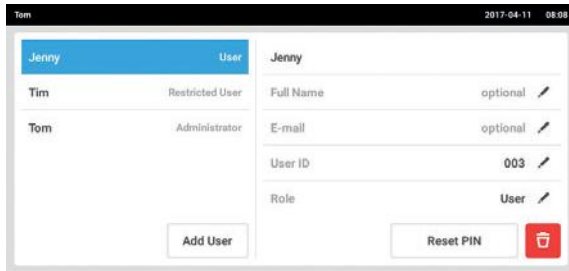 Tom 2017-04-11 08:08
Jenny User
Tim Restricted User
Tom Administrator
Add User
Jenny
Full Name optional
E-mail optional
User ID 003
Role User
Reset PIN